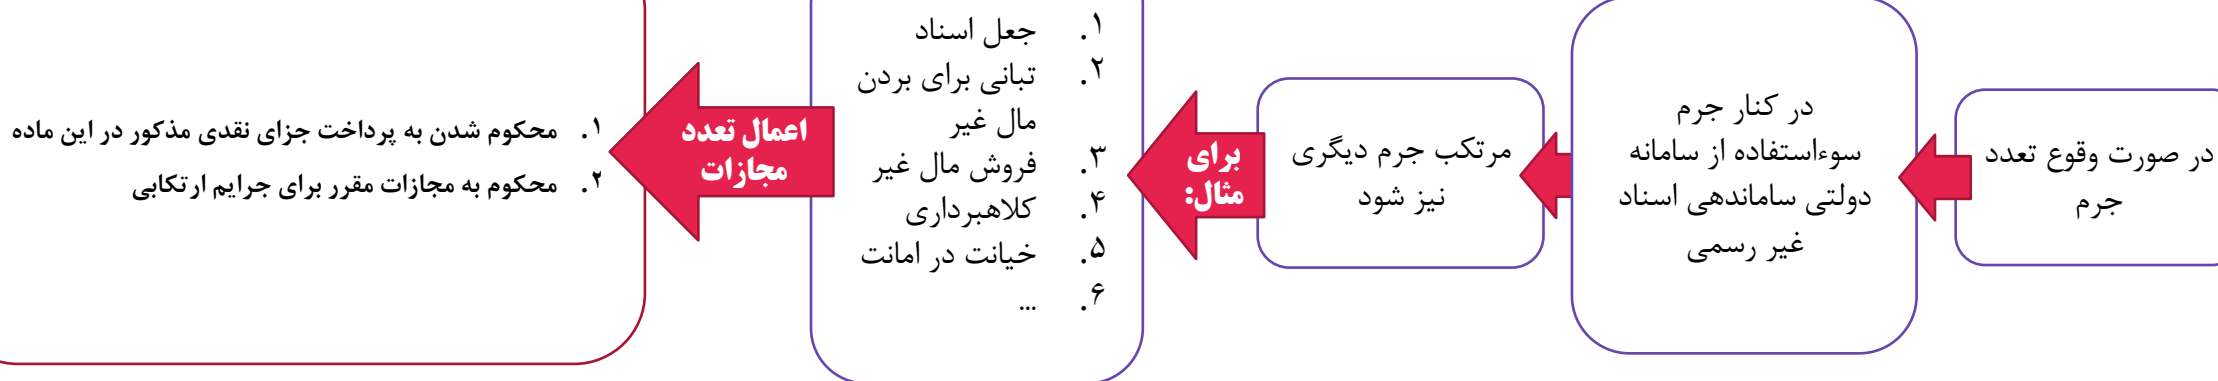 در صورت وقوع تعدد
جرم
در کنار جرم
سوءاستفاده از سامانه
دولتی ساماندهی اسناد
غیر رسمی
مرتکب جرم دیگری
نیز شود
برای
مثال:
۱. جعل اسناد
۲. تبانی برای بردن
مال غیر
۳. فروش مال غیر
۴. کلاهبرداری
۵. خیانت در امانت
۶. ...
اعمال تعدد
مجازات
۱. محکوم شدن به پرداخت جزای نقدی مذکور در این ماده
۲. محکوم به مجازات مقرر برای جرایم ارتکابی